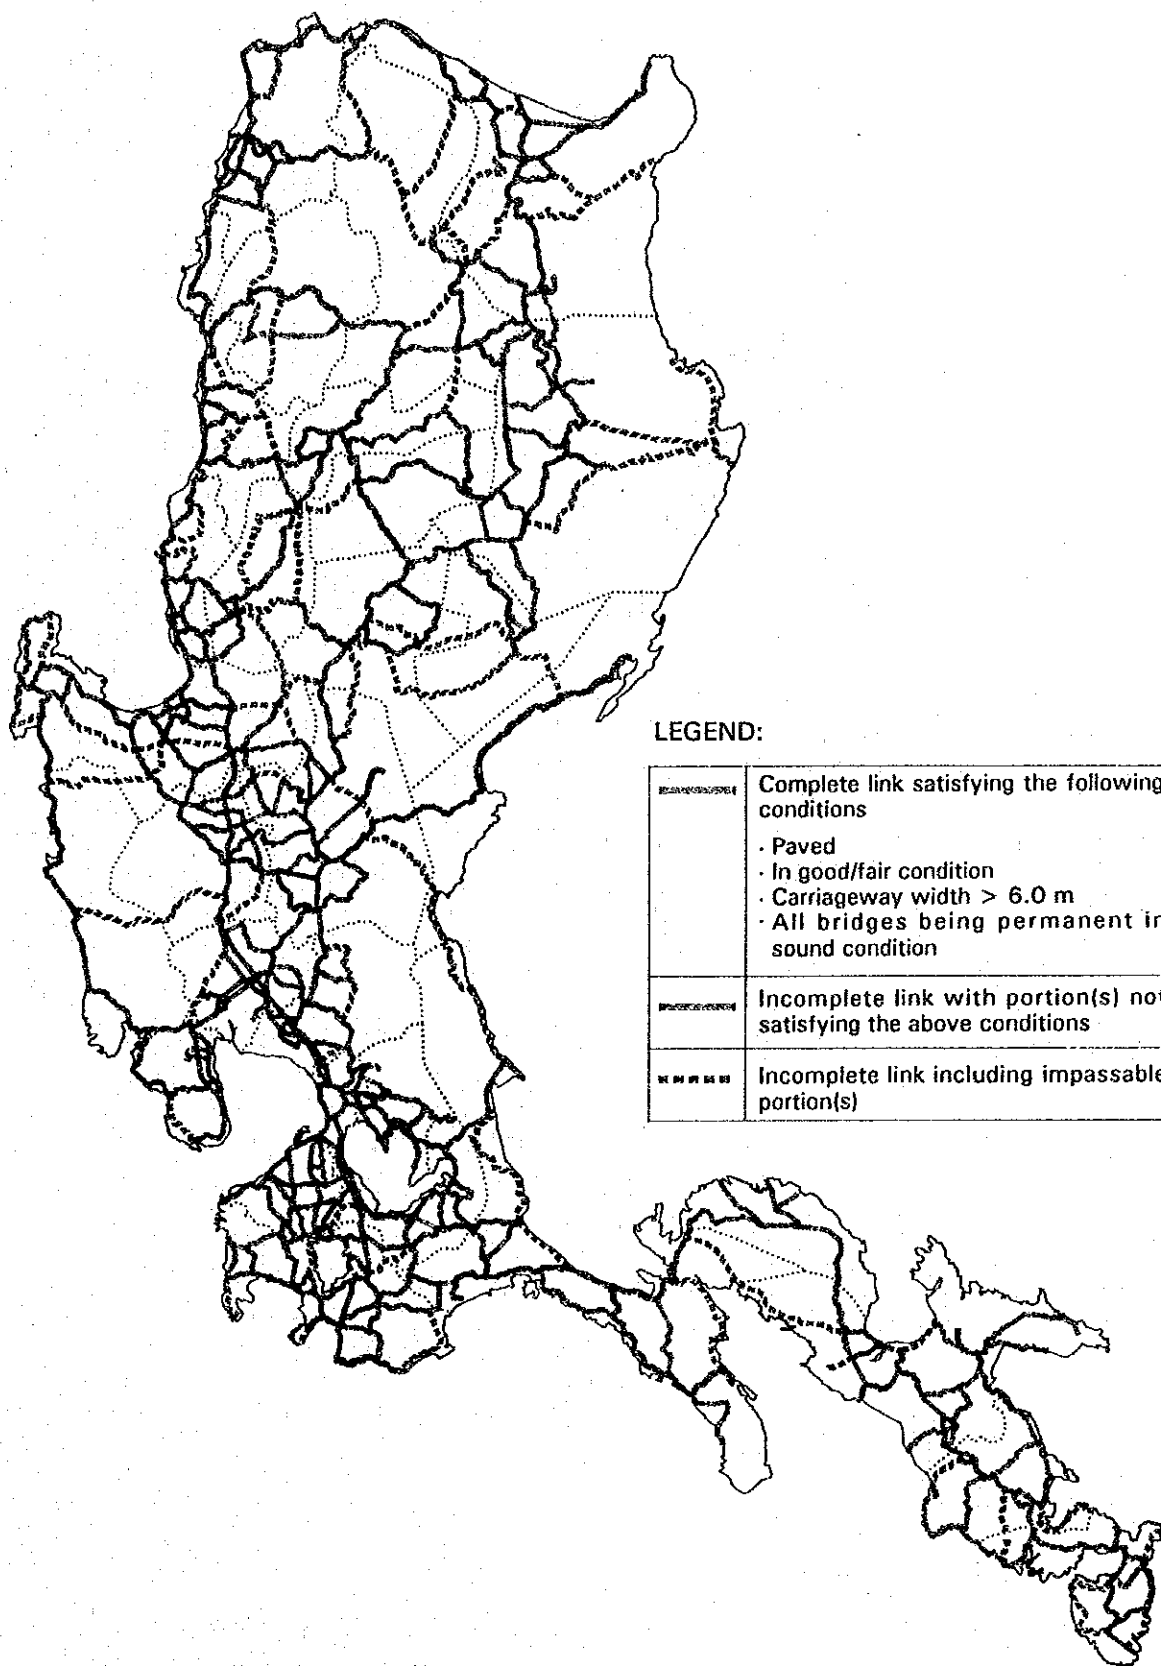 LEGEND:
Complete link satisfying the following
conditions
· Paved
· In good/fair condition
· Carriageway width > 6.0 m
· All bridges being permanent in
sound condition
Incomplete link with portion(s) not
satisfying the above conditions
Incomplete link including impassable
portion(s)